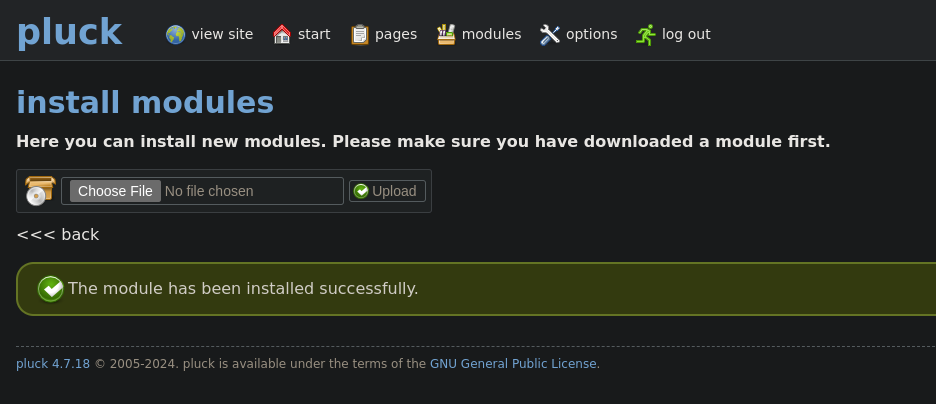 pluck
view site start pages modules options log out
install modules
Here you can install new modules. Please make sure you have downloaded a module first.
Choose File No file chosen Upload
<<< back
The module has been installed successfully.
pluck 4.7.18 © 2005-2024. pluck is available under the terms of the GNU General Public License.